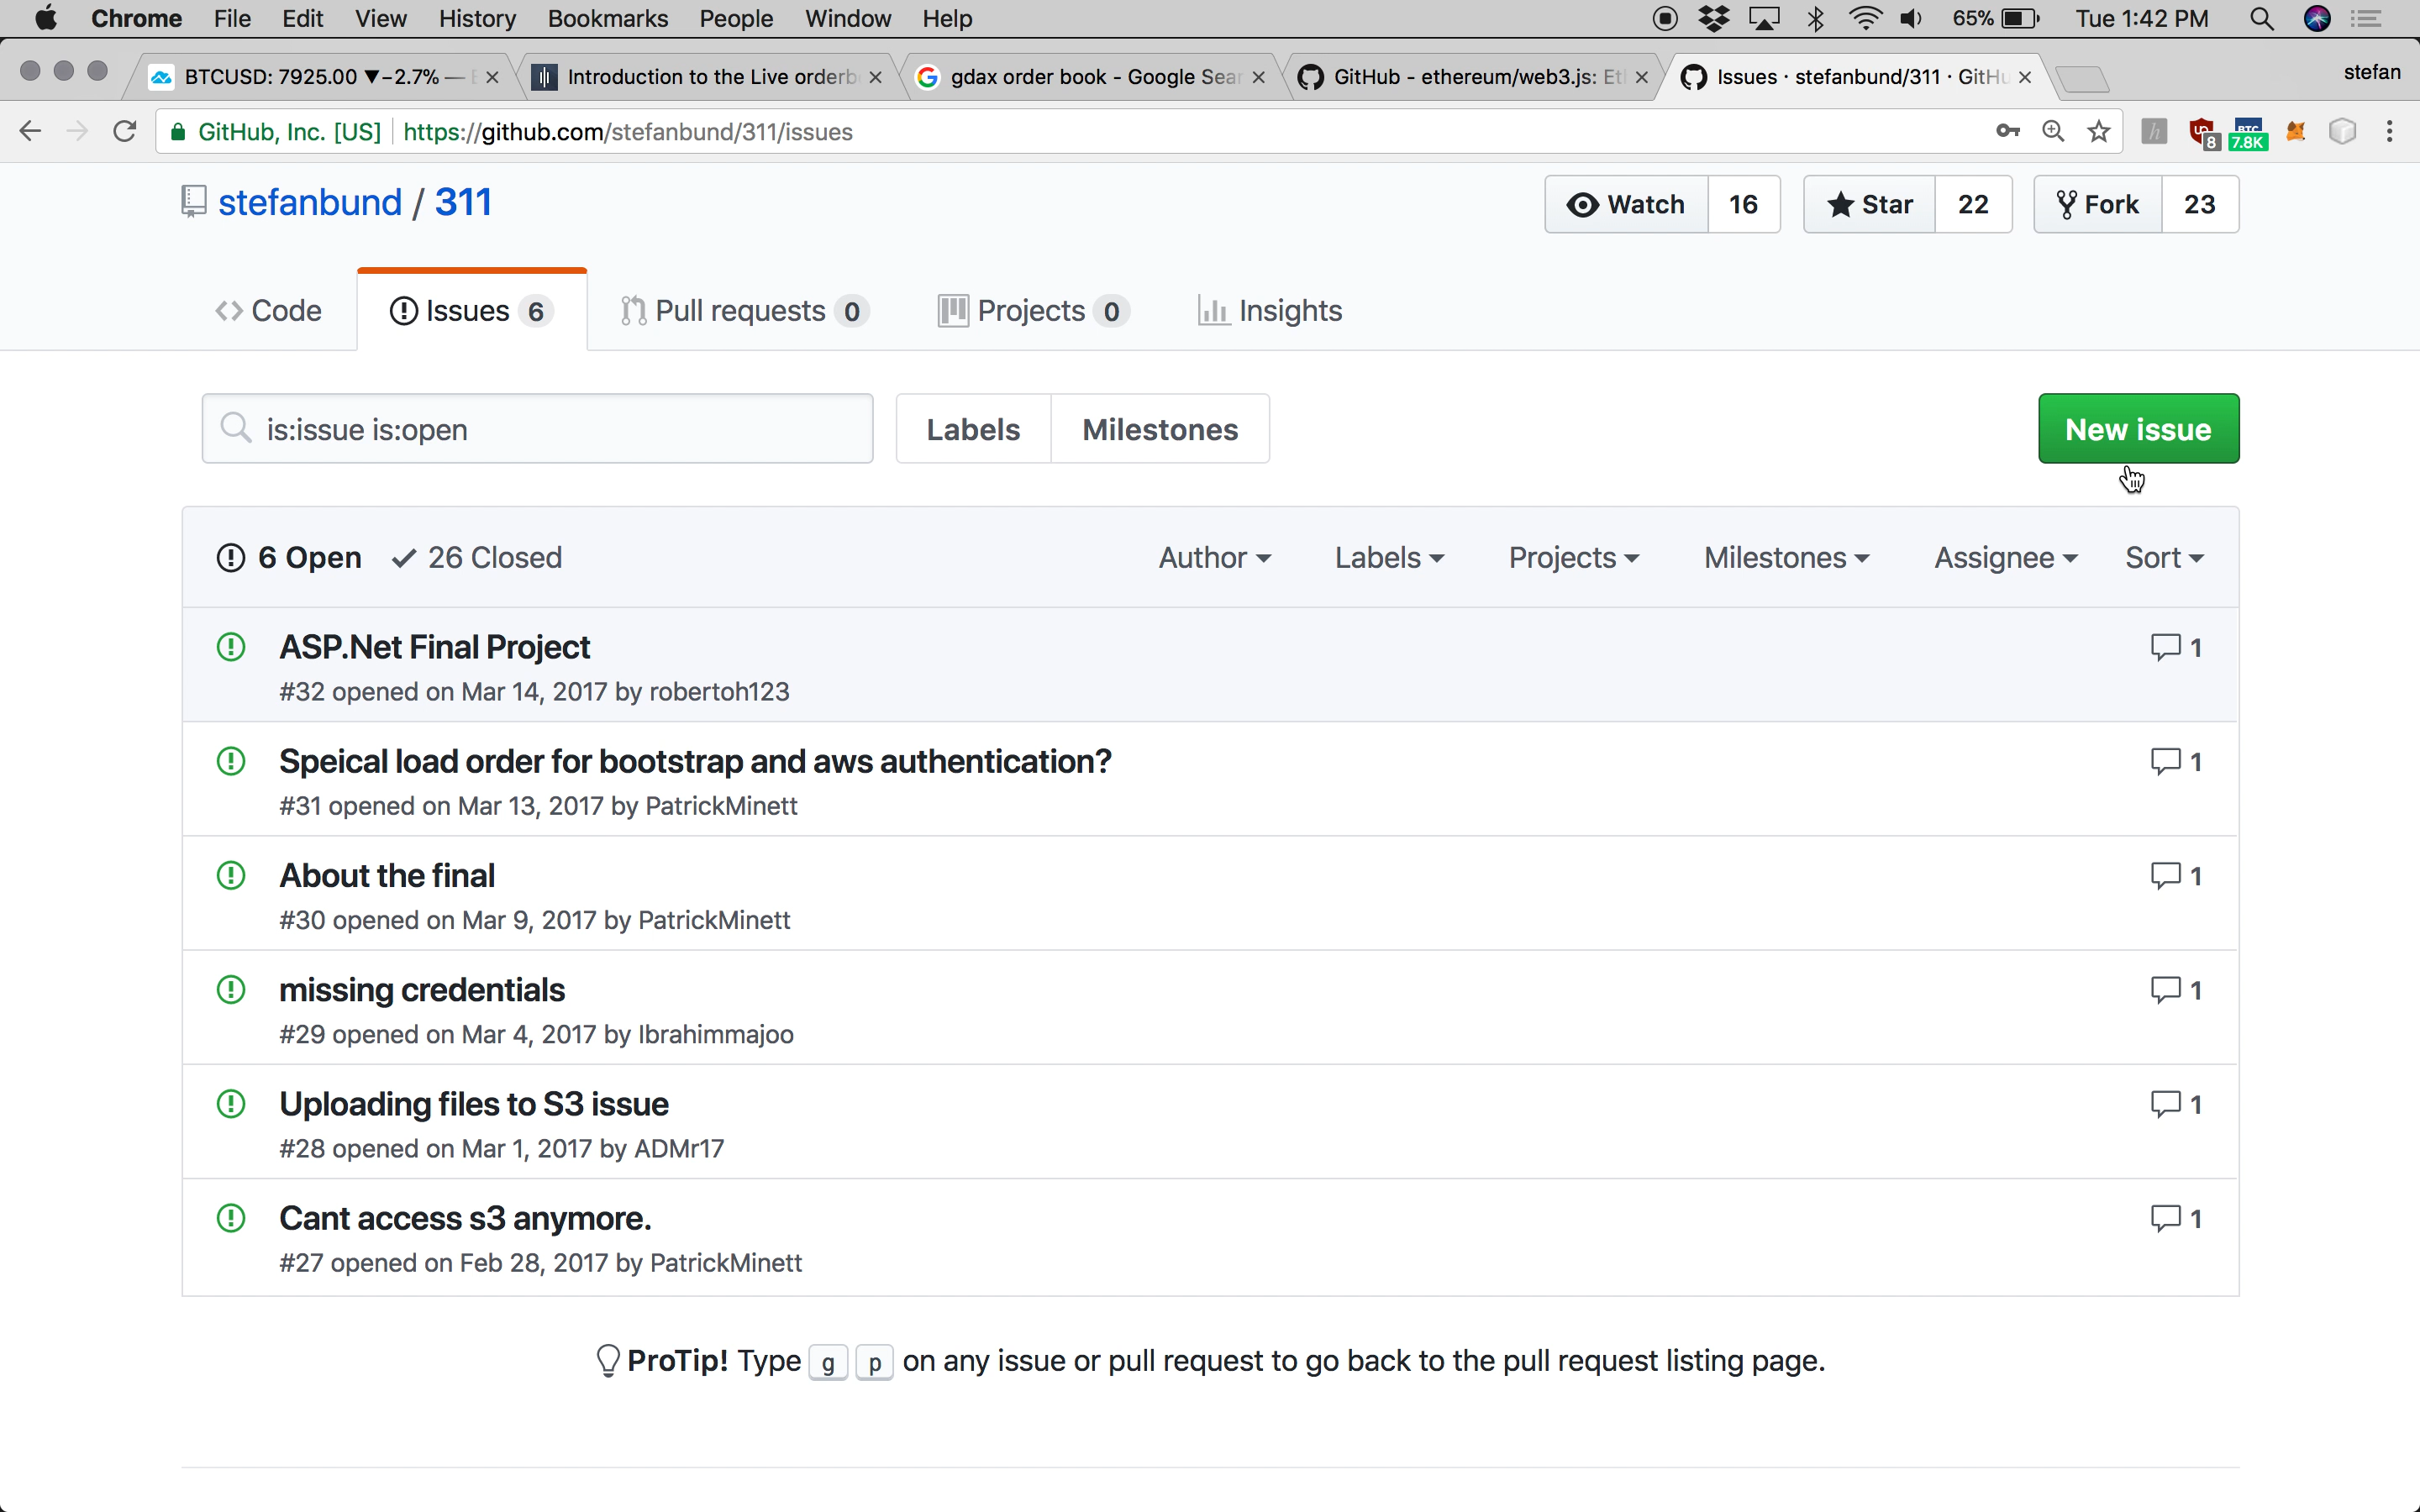 Chrome File Edit View History Bookmarks People Window Help 65% Tue 1:42 PM
BTCUSD: 7925.00 ▼−2.7% — Introduction to the Live orderb gdax order book - Google Sear GitHub - ethereum/web3.js: Et Issues · stefanbund/311 · GitHu stefan
GitHub, Inc. [US] https://github.com/stefanbund/311/issues 8 BTC 7.8K
stefanbund / 311 Watch 16 Star 22 Fork 23
Code Issues 6 Pull requests 0 Projects 0 Insights
is:issue is:open Labels Milestones New issue
6 Open 26 Closed Author Labels Projects Milestones Assignee Sort
ASP.Net Final Project 1
#32 opened on Mar 14, 2017 by robertoh123
Speical load order for bootstrap and aws authentication? 1
#31 opened on Mar 13, 2017 by PatrickMinett
About the final 1
#30 opened on Mar 9, 2017 by PatrickMinett
missing credentials 1
#29 opened on Mar 4, 2017 by Ibrahimmajoo
Uploading files to S3 issue 1
#28 opened on Mar 1, 2017 by ADMr17
Cant access s3 anymore. 1
#27 opened on Feb 28, 2017 by PatrickMinett
ProTip! Type g p on any issue or pull request to go back to the pull request listing page.